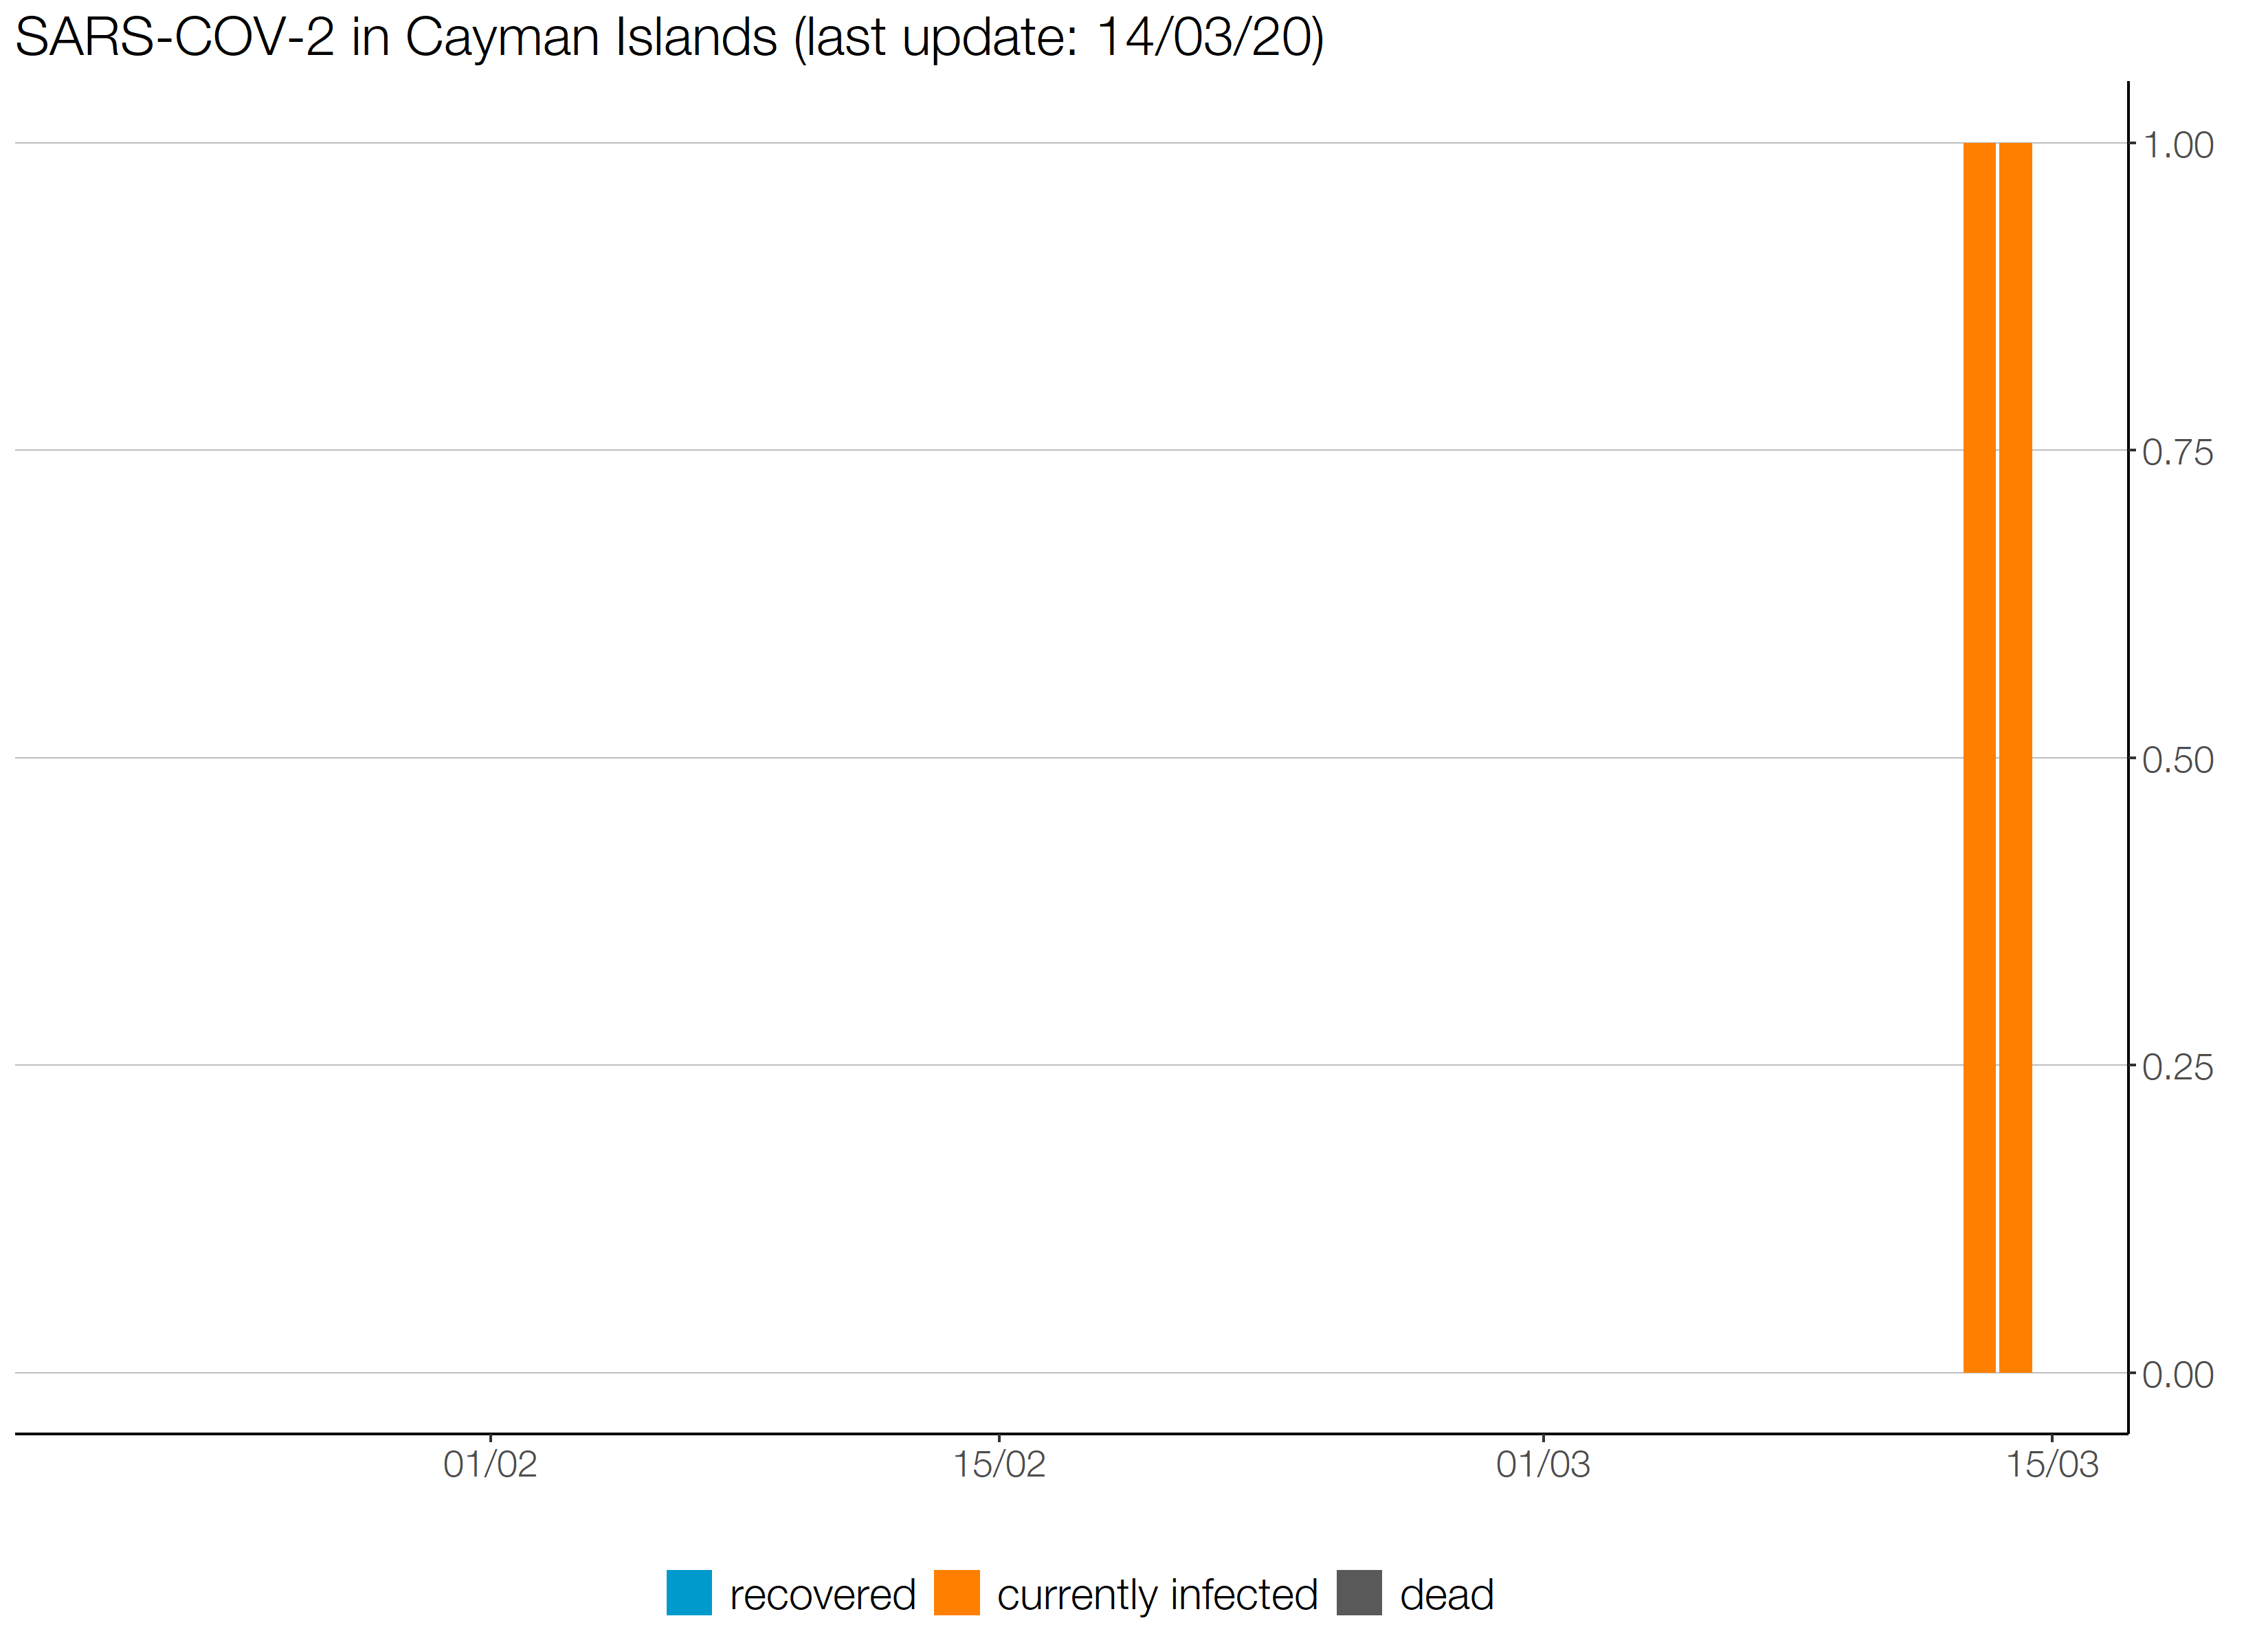 SARS-COV-2 in Cayman Islands (last update: 14/03/20)
1.00
0.75
0.50
0.25
0.00
01/02 15/02 01/03 15/03
recovered currently infected dead